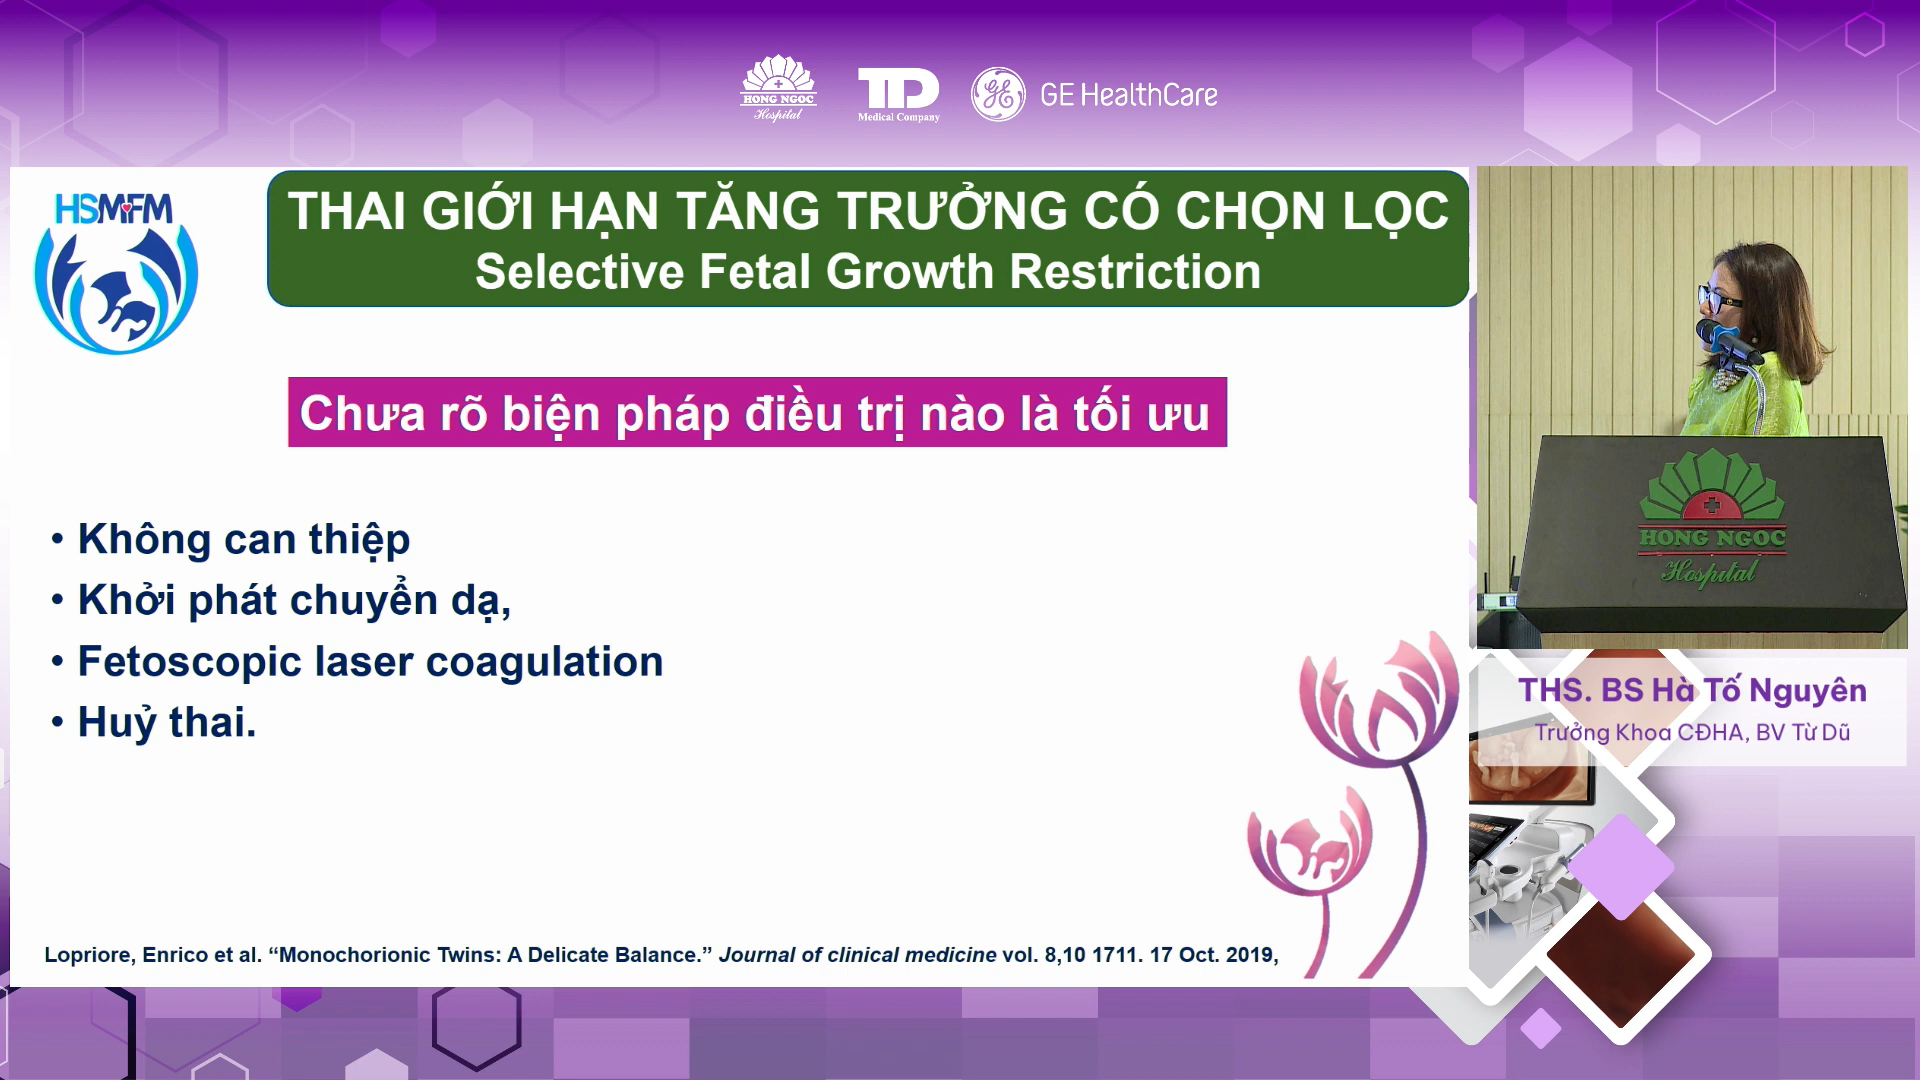 HONG NGOC
Hospital
TD
Medical Company
GE HealthCare
HSMFM
THAI GIỚI HẠN TĂNG TRƯỞNG CÓ CHỌN LỌC
Selective Fetal Growth Restriction
Chưa rõ biện pháp điều trị nào là tối ưu
• Không can thiệp
• Khởi phát chuyển dạ,
• Fetoscopic laser coagulation
• Huỷ thai.
Lopriore, Enrico et al. “Monochorionic Twins: A Delicate Balance.” Journal of clinical medicine vol. 8,10 1711. 17 Oct. 2019,
HONG NGOC
Hospital
THS. BS Hà Tố Nguyên
Trưởng Khoa CĐHA, BV Từ Dũ